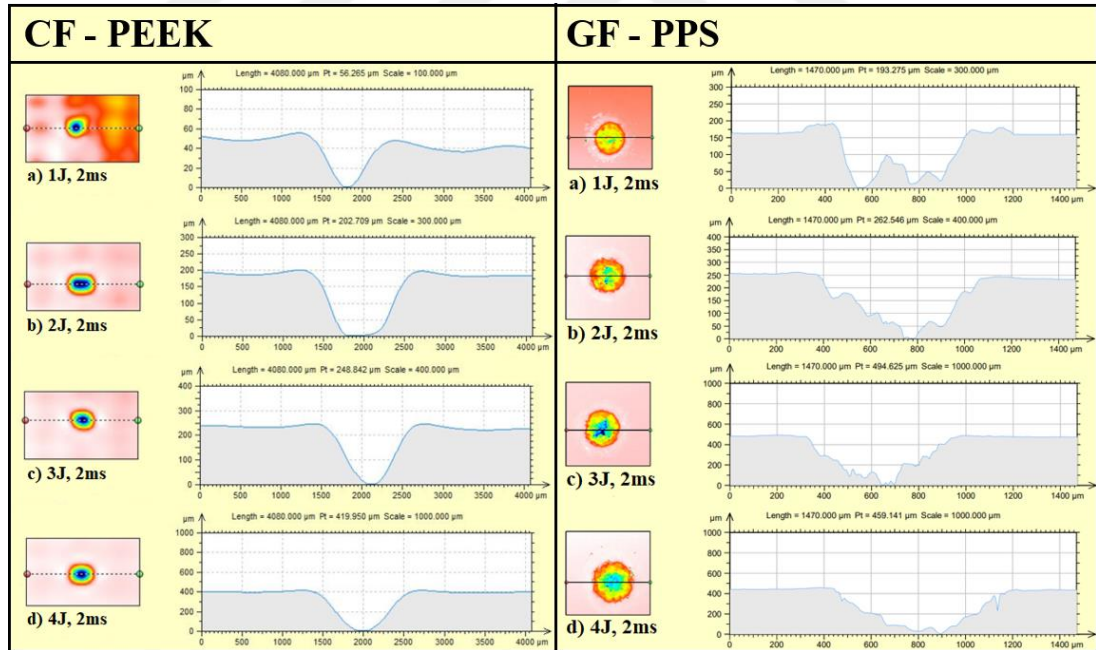 CF - PEEK
GF - PPS
Length = 4080.000 µm Pt = 56.265 µm Scale = 100.000 µm
µm
100
80
60
40
20
0
0 500 1000 1500 2000 2500 3000 3500 4000 µm
a) 1J, 2ms
Length = 4080.000 µm Pt = 202.709 µm Scale = 300.000 µm
µm
300
250
200
150
100
50
0
0 500 1000 1500 2000 2500 3000 3500 4000 µm
b) 2J, 2ms
Length = 4080.000 µm Pt = 248.842 µm Scale = 400.000 µm
µm
400
300
200
100
0
0 500 1000 1500 2000 2500 3000 3500 4000 µm
c) 3J, 2ms
Length = 4080.000 µm Pt = 419.950 µm Scale = 1000.000 µm
µm
1000
800
600
400
200
0
0 500 1000 1500 2000 2500 3000 3500 4000 µm
d) 4J, 2ms
Length = 1470.000 µm Pt = 193.275 µm Scale = 300.000 µm
µm
300
250
200
150
100
50
0
0 200 400 600 800 1000 1200 1400 µm
a) 1J, 2ms
Length = 1470.000 µm Pt = 262.546 µm Scale = 400.000 µm
µm
400
350
300
250
200
150
100
50
0
0 200 400 600 800 1000 1200 1400 µm
b) 2J, 2ms
Length = 1470.000 µm Pt = 494.625 µm Scale = 1000.000 µm
µm
1000
800
600
400
200
0
0 200 400 600 800 1000 1200 1400 µm
c) 3J, 2ms
Length = 1470.000 µm Pt = 459.141 µm Scale = 1000.000 µm
µm
1000
800
600
400
200
0
0 200 400 600 800 1000 1200 1400 µm
d) 4J, 2ms